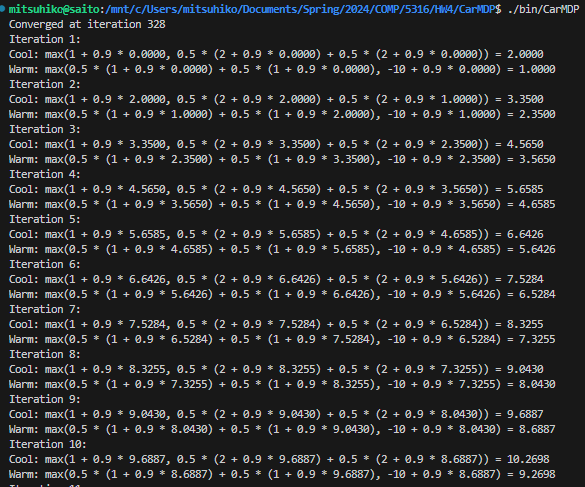 mitsuhiko@saito:/mnt/c/Users/mitsuhiko/Documents/Spring/2024/COMP/5316/HW4/CarMDP$ ./bin/CarMDP
Converged at iteration 328
Iteration 1:
Cool: max(1 + 0.9 * 0.0000, 0.5 * (2 + 0.9 * 0.0000) + 0.5 * (2 + 0.9 * 0.0000)) = 2.0000
Warm: max(0.5 * (1 + 0.9 * 0.0000) + 0.5 * (1 + 0.9 * 0.0000), -10 + 0.9 * 0.0000) = 1.0000
Iteration 2:
Cool: max(1 + 0.9 * 2.0000, 0.5 * (2 + 0.9 * 2.0000) + 0.5 * (2 + 0.9 * 1.0000)) = 3.3500
Warm: max(0.5 * (1 + 0.9 * 1.0000) + 0.5 * (1 + 0.9 * 2.0000), -10 + 0.9 * 1.0000) = 2.3500
Iteration 3:
Cool: max(1 + 0.9 * 3.3500, 0.5 * (2 + 0.9 * 3.3500) + 0.5 * (2 + 0.9 * 2.3500)) = 4.5650
Warm: max(0.5 * (1 + 0.9 * 2.3500) + 0.5 * (1 + 0.9 * 3.3500), -10 + 0.9 * 2.3500) = 3.5650
Iteration 4:
Cool: max(1 + 0.9 * 4.5650, 0.5 * (2 + 0.9 * 4.5650) + 0.5 * (2 + 0.9 * 3.5650)) = 5.6585
Warm: max(0.5 * (1 + 0.9 * 3.5650) + 0.5 * (1 + 0.9 * 4.5650), -10 + 0.9 * 3.5650) = 4.6585
Iteration 5:
Cool: max(1 + 0.9 * 5.6585, 0.5 * (2 + 0.9 * 5.6585) + 0.5 * (2 + 0.9 * 4.6585)) = 6.6426
Warm: max(0.5 * (1 + 0.9 * 4.6585) + 0.5 * (1 + 0.9 * 5.6585), -10 + 0.9 * 4.6585) = 5.6426
Iteration 6:
Cool: max(1 + 0.9 * 6.6426, 0.5 * (2 + 0.9 * 6.6426) + 0.5 * (2 + 0.9 * 5.6426)) = 7.5284
Warm: max(0.5 * (1 + 0.9 * 5.6426) + 0.5 * (1 + 0.9 * 6.6426), -10 + 0.9 * 5.6426) = 6.5284
Iteration 7:
Cool: max(1 + 0.9 * 7.5284, 0.5 * (2 + 0.9 * 7.5284) + 0.5 * (2 + 0.9 * 6.5284)) = 8.3255
Warm: max(0.5 * (1 + 0.9 * 6.5284) + 0.5 * (1 + 0.9 * 7.5284), -10 + 0.9 * 6.5284) = 7.3255
Iteration 8:
Cool: max(1 + 0.9 * 8.3255, 0.5 * (2 + 0.9 * 8.3255) + 0.5 * (2 + 0.9 * 7.3255)) = 9.0430
Warm: max(0.5 * (1 + 0.9 * 7.3255) + 0.5 * (1 + 0.9 * 8.3255), -10 + 0.9 * 7.3255) = 8.0430
Iteration 9:
Cool: max(1 + 0.9 * 9.0430, 0.5 * (2 + 0.9 * 9.0430) + 0.5 * (2 + 0.9 * 8.0430)) = 9.6887
Warm: max(0.5 * (1 + 0.9 * 8.0430) + 0.5 * (1 + 0.9 * 9.0430), -10 + 0.9 * 8.0430) = 8.6887
Iteration 10:
Cool: max(1 + 0.9 * 9.6887, 0.5 * (2 + 0.9 * 9.6887) + 0.5 * (2 + 0.9 * 8.6887)) = 10.2698
Warm: max(0.5 * (1 + 0.9 * 8.6887) + 0.5 * (1 + 0.9 * 9.6887), -10 + 0.9 * 8.6887) = 9.2698